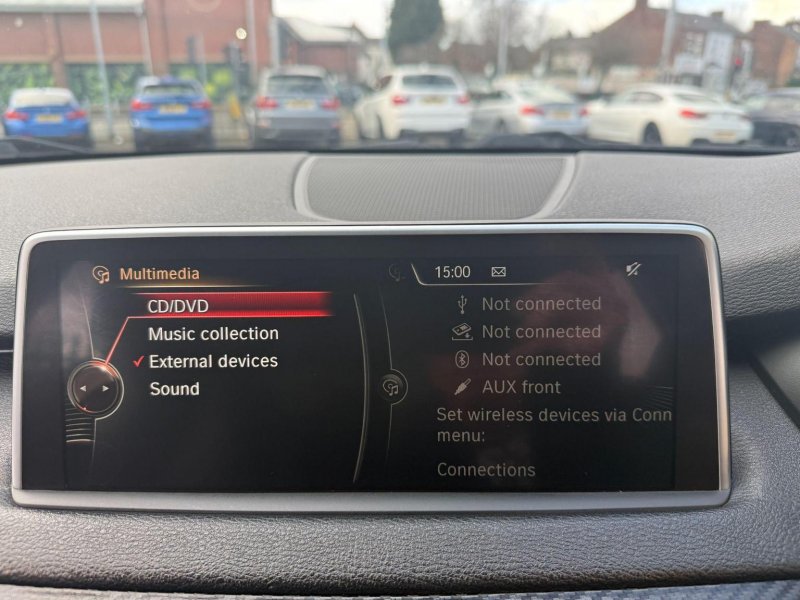 Multimedia
15:00
CD/DVD
Music collection
External devices
Sound
Not connected
Not connected
Not connected
AUX front
Set wireless devices via Conn
menu:
Connections